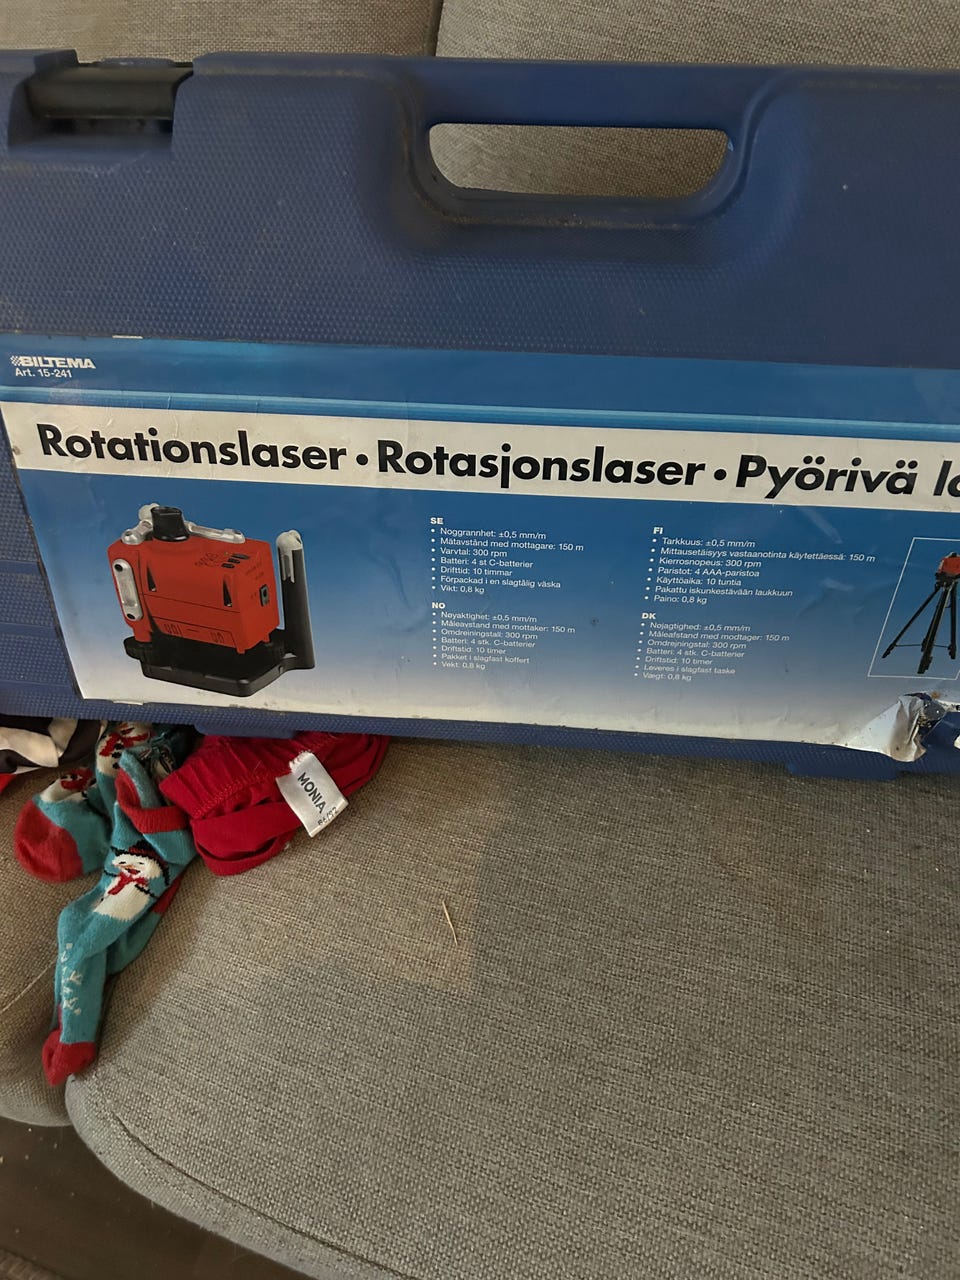 BILTEMA
Art. 15-241
Rotationslaser • Rotasjonslaser • Pyörivä
SE
• Noggrannhet: ±0,5 mm/m
• Mätavstånd med mottagare: 150 m
• Varvtal: 300 rpm
• Batteri: 4 st C-batterier
• Drifttid: 10 timmar
• Förpackad i en slagtålig väska
• Vikt: 0,8 kg
NO
• Nøyaktighet: ±0,5 mm/m
• Måleavstand med mottaker: 150 m
• Omdreiningstall: 300 rpm
• Batteri: 4 stk. C-batterier
• Driftstid: 10 timer
• Pakket i slagfast koffert
• Vekt: 0,8 kg
FI
• Tarkkuus: ±0,5 mm/m
• Mittausetäisyys vastaanotinta käytettäessä: 150 m
• Kierrosnopeus: 300 rpm
• Paristot: 4 AAA-paristoa
• Käyttöaika: 10 tuntia
• Pakattu iskunkestävään laukkuun
• Paino: 0,8 kg
DK
• Nøjagtighed: ±0,5 mm/m
• Måleafstand med modtager: 150 m
• Omdrejningstal: 300 rpm
• Batteri: 4 stk. C-batterier
• Driftstid: 10 timer
• Leveres i slagfast taske
• Vægt: 0,8 kg
MONIA
86/92